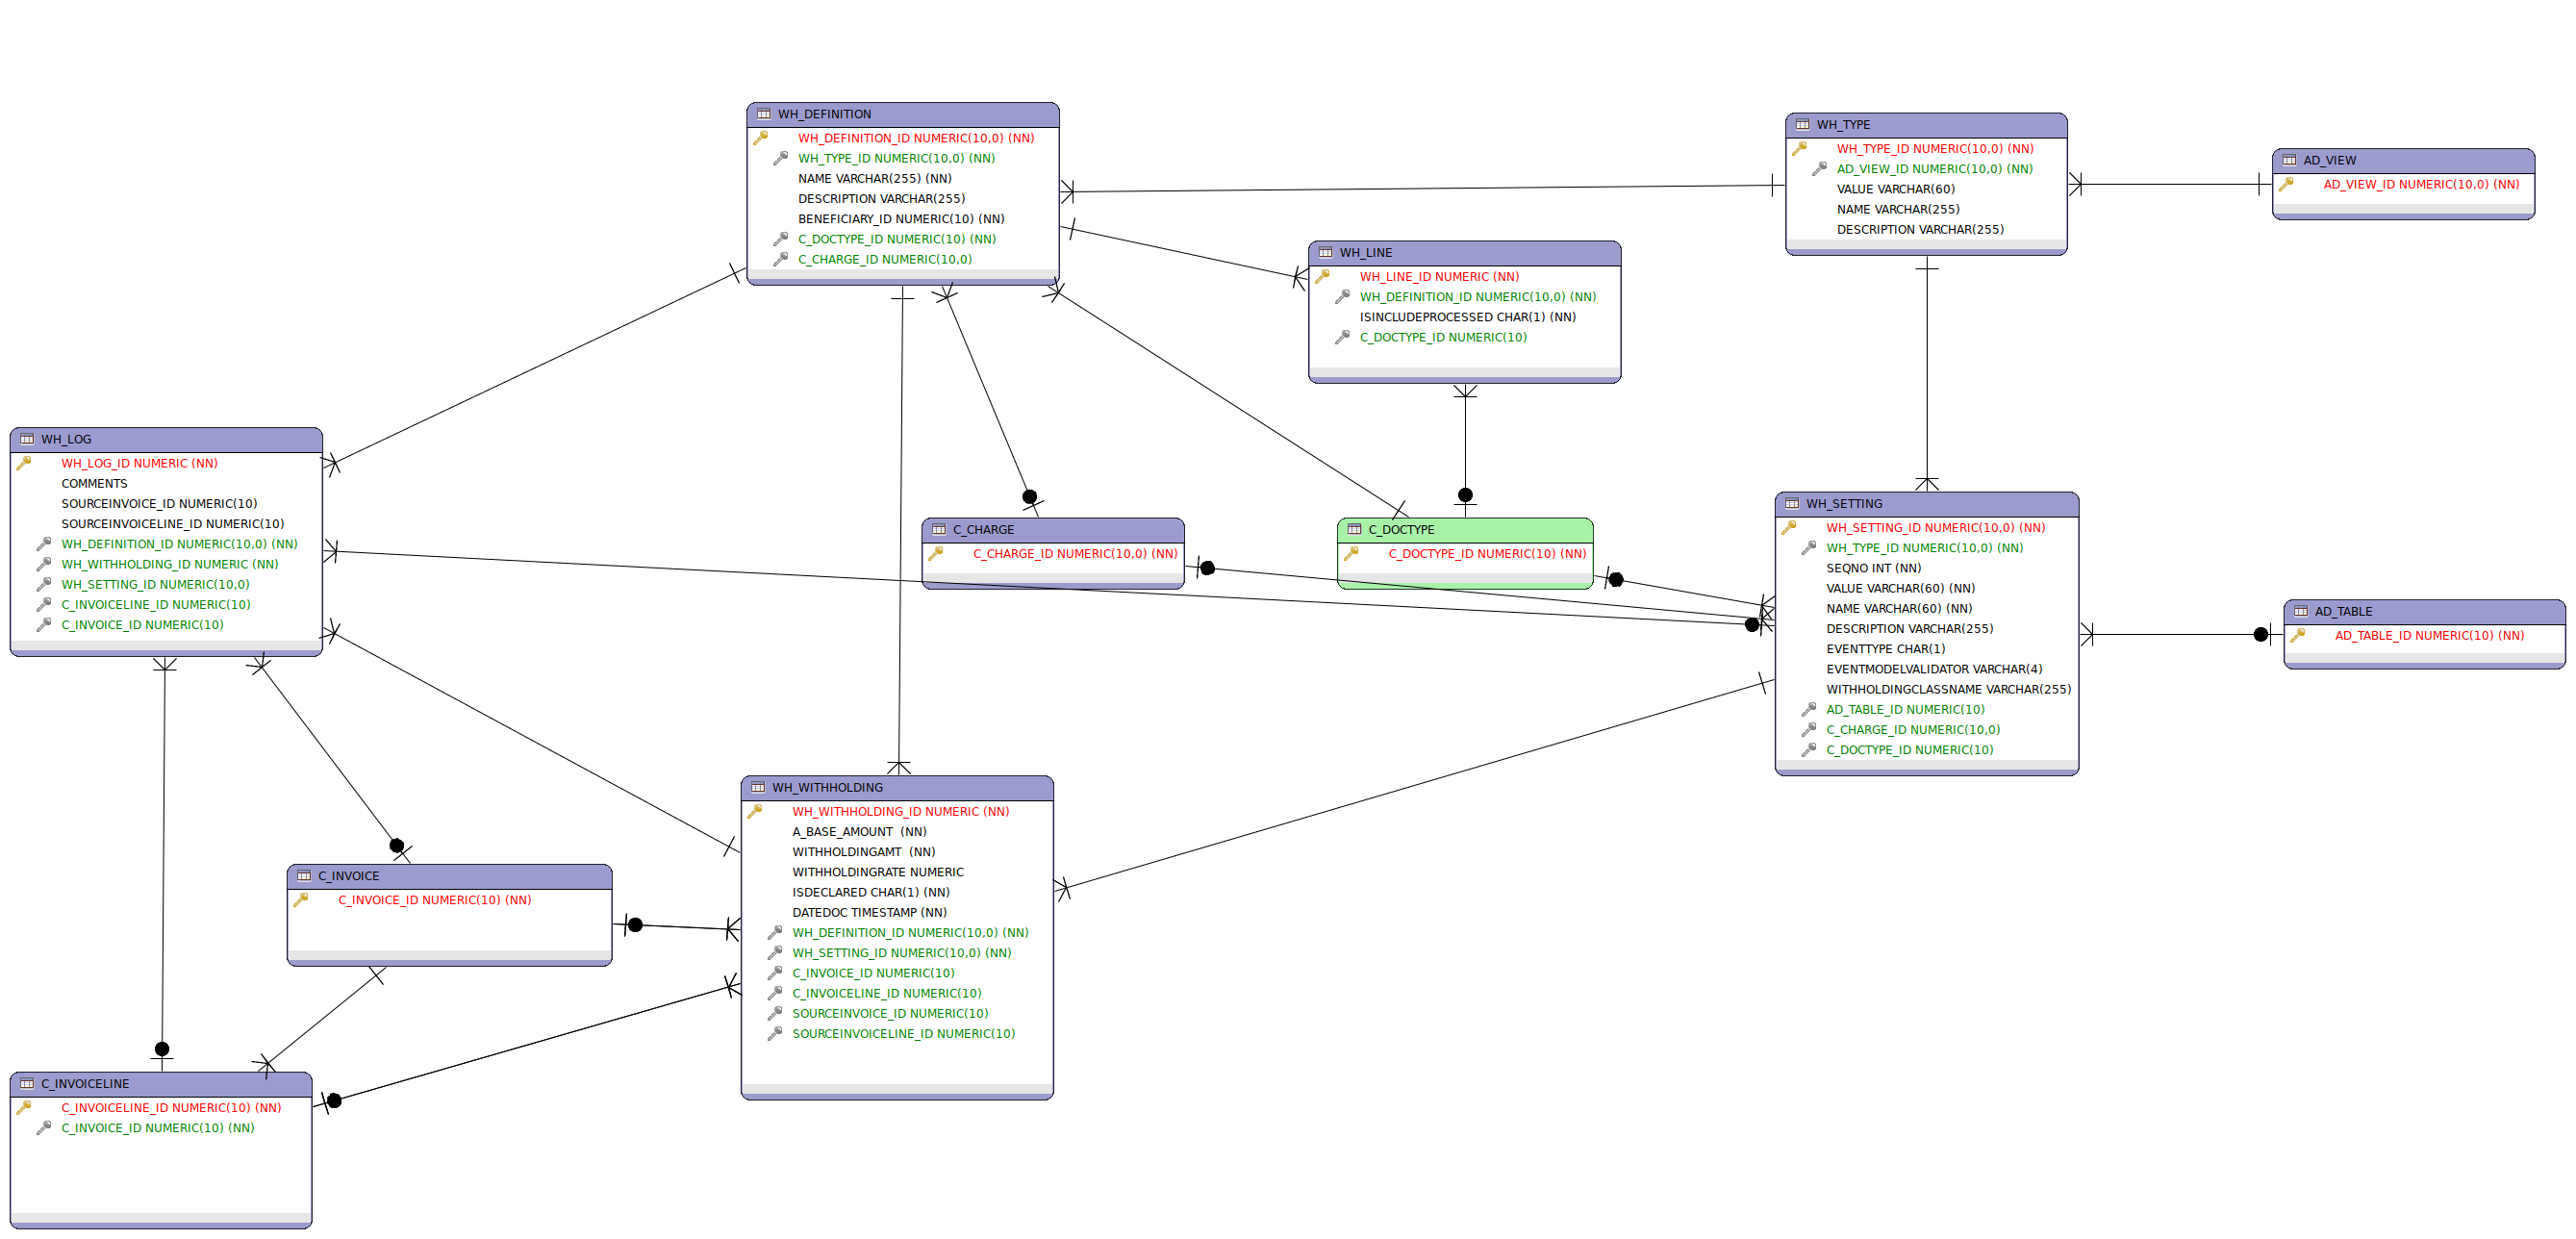 WH_DEFINITION
WH_DEFINITION_ID NUMERIC(10,0) (NN)
WH_TYPE_ID NUMERIC(10,0) (NN)
NAME VARCHAR(255) (NN)
DESCRIPTION VARCHAR(255)
BENEFICIARY_ID NUMERIC(10) (NN)
C_DOCTYPE_ID NUMERIC(10) (NN)
C_CHARGE_ID NUMERIC(10,0)
WH_TYPE
WH_TYPE_ID NUMERIC(10,0) (NN)
AD_VIEW_ID NUMERIC(10,0) (NN)
VALUE VARCHAR(60)
NAME VARCHAR(255)
DESCRIPTION VARCHAR(255)
AD_VIEW
AD_VIEW_ID NUMERIC(10,0) (NN)
WH_LINE
WH_LINE_ID NUMERIC (NN)
WH_DEFINITION_ID NUMERIC(10,0) (NN)
ISINCLUDEPROCESSED CHAR(1) (NN)
C_DOCTYPE_ID NUMERIC(10)
WH_LOG
WH_LOG_ID NUMERIC (NN)
COMMENTS
SOURCEINVOICE_ID NUMERIC(10)
SOURCEINVOICELINE_ID NUMERIC(10)
WH_DEFINITION_ID NUMERIC(10,0) (NN)
WH_WITHHOLDING_ID NUMERIC (NN)
WH_SETTING_ID NUMERIC(10,0)
C_INVOICELINE_ID NUMERIC(10)
C_INVOICE_ID NUMERIC(10)
C_CHARGE
C_CHARGE_ID NUMERIC(10,0) (NN)
C_DOCTYPE
C_DOCTYPE_ID NUMERIC(10) (NN)
WH_SETTING
WH_SETTING_ID NUMERIC(10,0) (NN)
WH_TYPE_ID NUMERIC(10,0) (NN)
SEQNO INT (NN)
VALUE VARCHAR(60) (NN)
NAME VARCHAR(60) (NN)
DESCRIPTION VARCHAR(255)
EVENTTYPE CHAR(1)
EVENTMODELVALIDATOR VARCHAR(4)
WITHHOLDINGCLASSNAME VARCHAR(255)
AD_TABLE_ID NUMERIC(10)
C_CHARGE_ID NUMERIC(10,0)
C_DOCTYPE_ID NUMERIC(10)
AD_TABLE
AD_TABLE_ID NUMERIC(10) (NN)
WH_WITHHOLDING
WH_WITHHOLDING_ID NUMERIC (NN)
A_BASE_AMOUNT (NN)
WITHHOLDINGAMT (NN)
WITHHOLDINGRATE NUMERIC
ISDECLARED CHAR(1) (NN)
DATEDOC TIMESTAMP (NN)
WH_DEFINITION_ID NUMERIC(10,0) (NN)
WH_SETTING_ID NUMERIC(10,0) (NN)
C_INVOICE_ID NUMERIC(10)
C_INVOICELINE_ID NUMERIC(10)
SOURCEINVOICE_ID NUMERIC(10)
SOURCEINVOICELINE_ID NUMERIC(10)
C_INVOICE
C_INVOICE_ID NUMERIC(10) (NN)
C_INVOICELINE
C_INVOICELINE_ID NUMERIC(10) (NN)
C_INVOICE_ID NUMERIC(10) (NN)